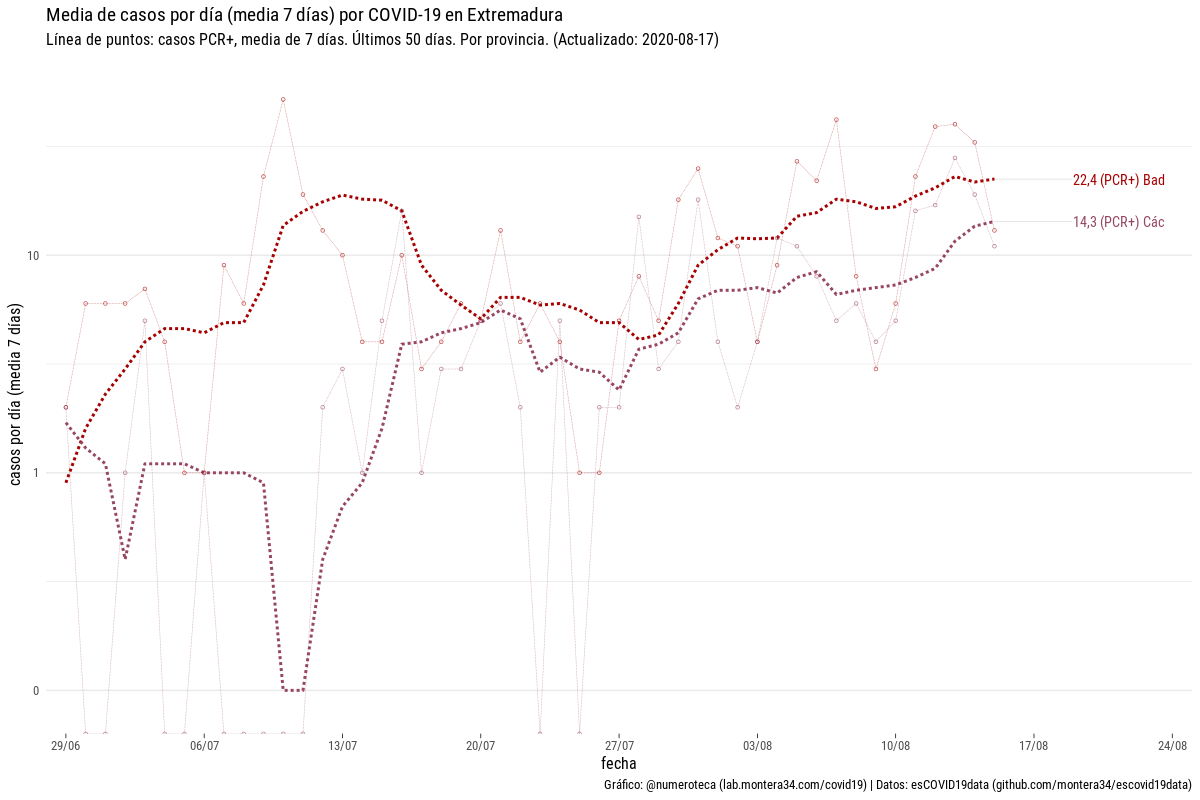 Media de casos por día (media 7 días) por COVID-19 en Extremadura
Línea de puntos: casos PCR+, media de 7 días. Últimos 50 días. Por provincia. (Actualizado: 2020-08-17)
casos por día (media 7 días)
10
1
0
22,4 (PCR+) Bad
14,3 (PCR+) Các
29/06 06/07 13/07 20/07 27/07 03/08 10/08 17/08 24/08
fecha
Gráfico: @numeroteca (lab.montera34.com/covid19) | Datos: esCOVID19data (github.com/montera34/escovid19data)